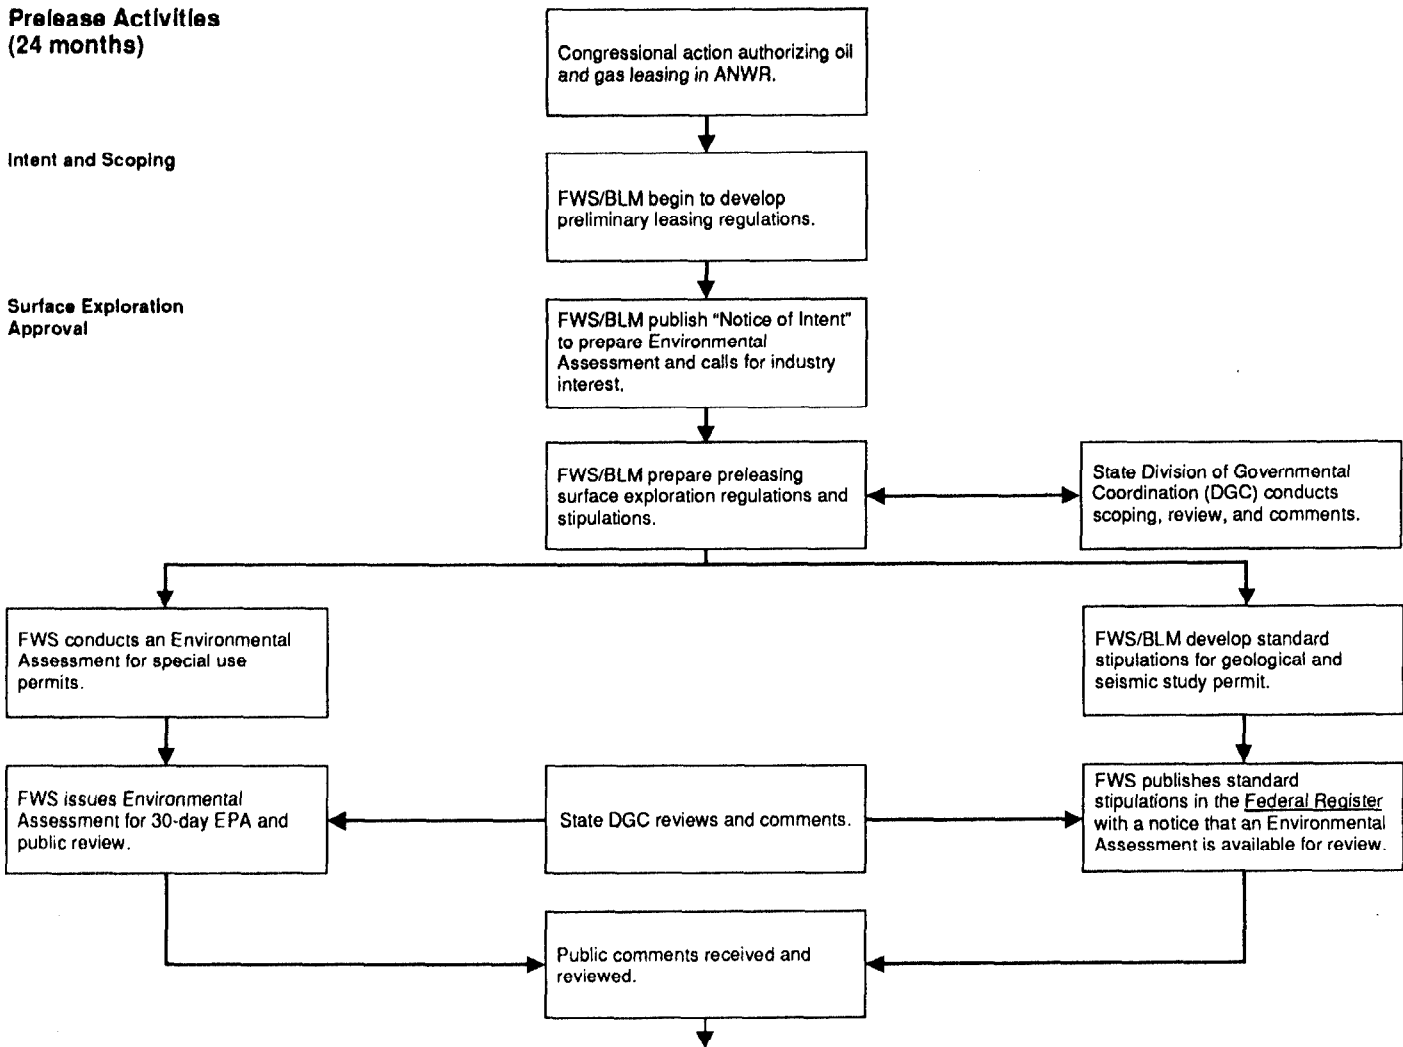 Prelease Activities
(24 months)
Congressional action authorizing oil
and gas leasing in ANWR.
Intent and Scoping
FWS/BLM begin to develop
preliminary leasing regulations.
Surface Exploration
Approval
FWS/BLM publish “Notice of Intent”
to prepare Environmental
Assessment and calls for industry
interest.
FWS/BLM prepare preleasing
surface exploration regulations and
stipulations.
State Division of Governmental
Coordination (DGC) conducts
scoping, review, and comments.
FWS conducts an Environmental
Assessment for special use
permits.
FWS/BLM develop standard
stipulations for geological and
seismic study permit.
FWS issues Environmental
Assessment for 30-day EPA and
public review.
State DGC reviews and comments.
FWS publishes standard
stipulations in the Federal Register
with a notice that an Environmental
Assessment is available for review.
Public comments received and
reviewed.